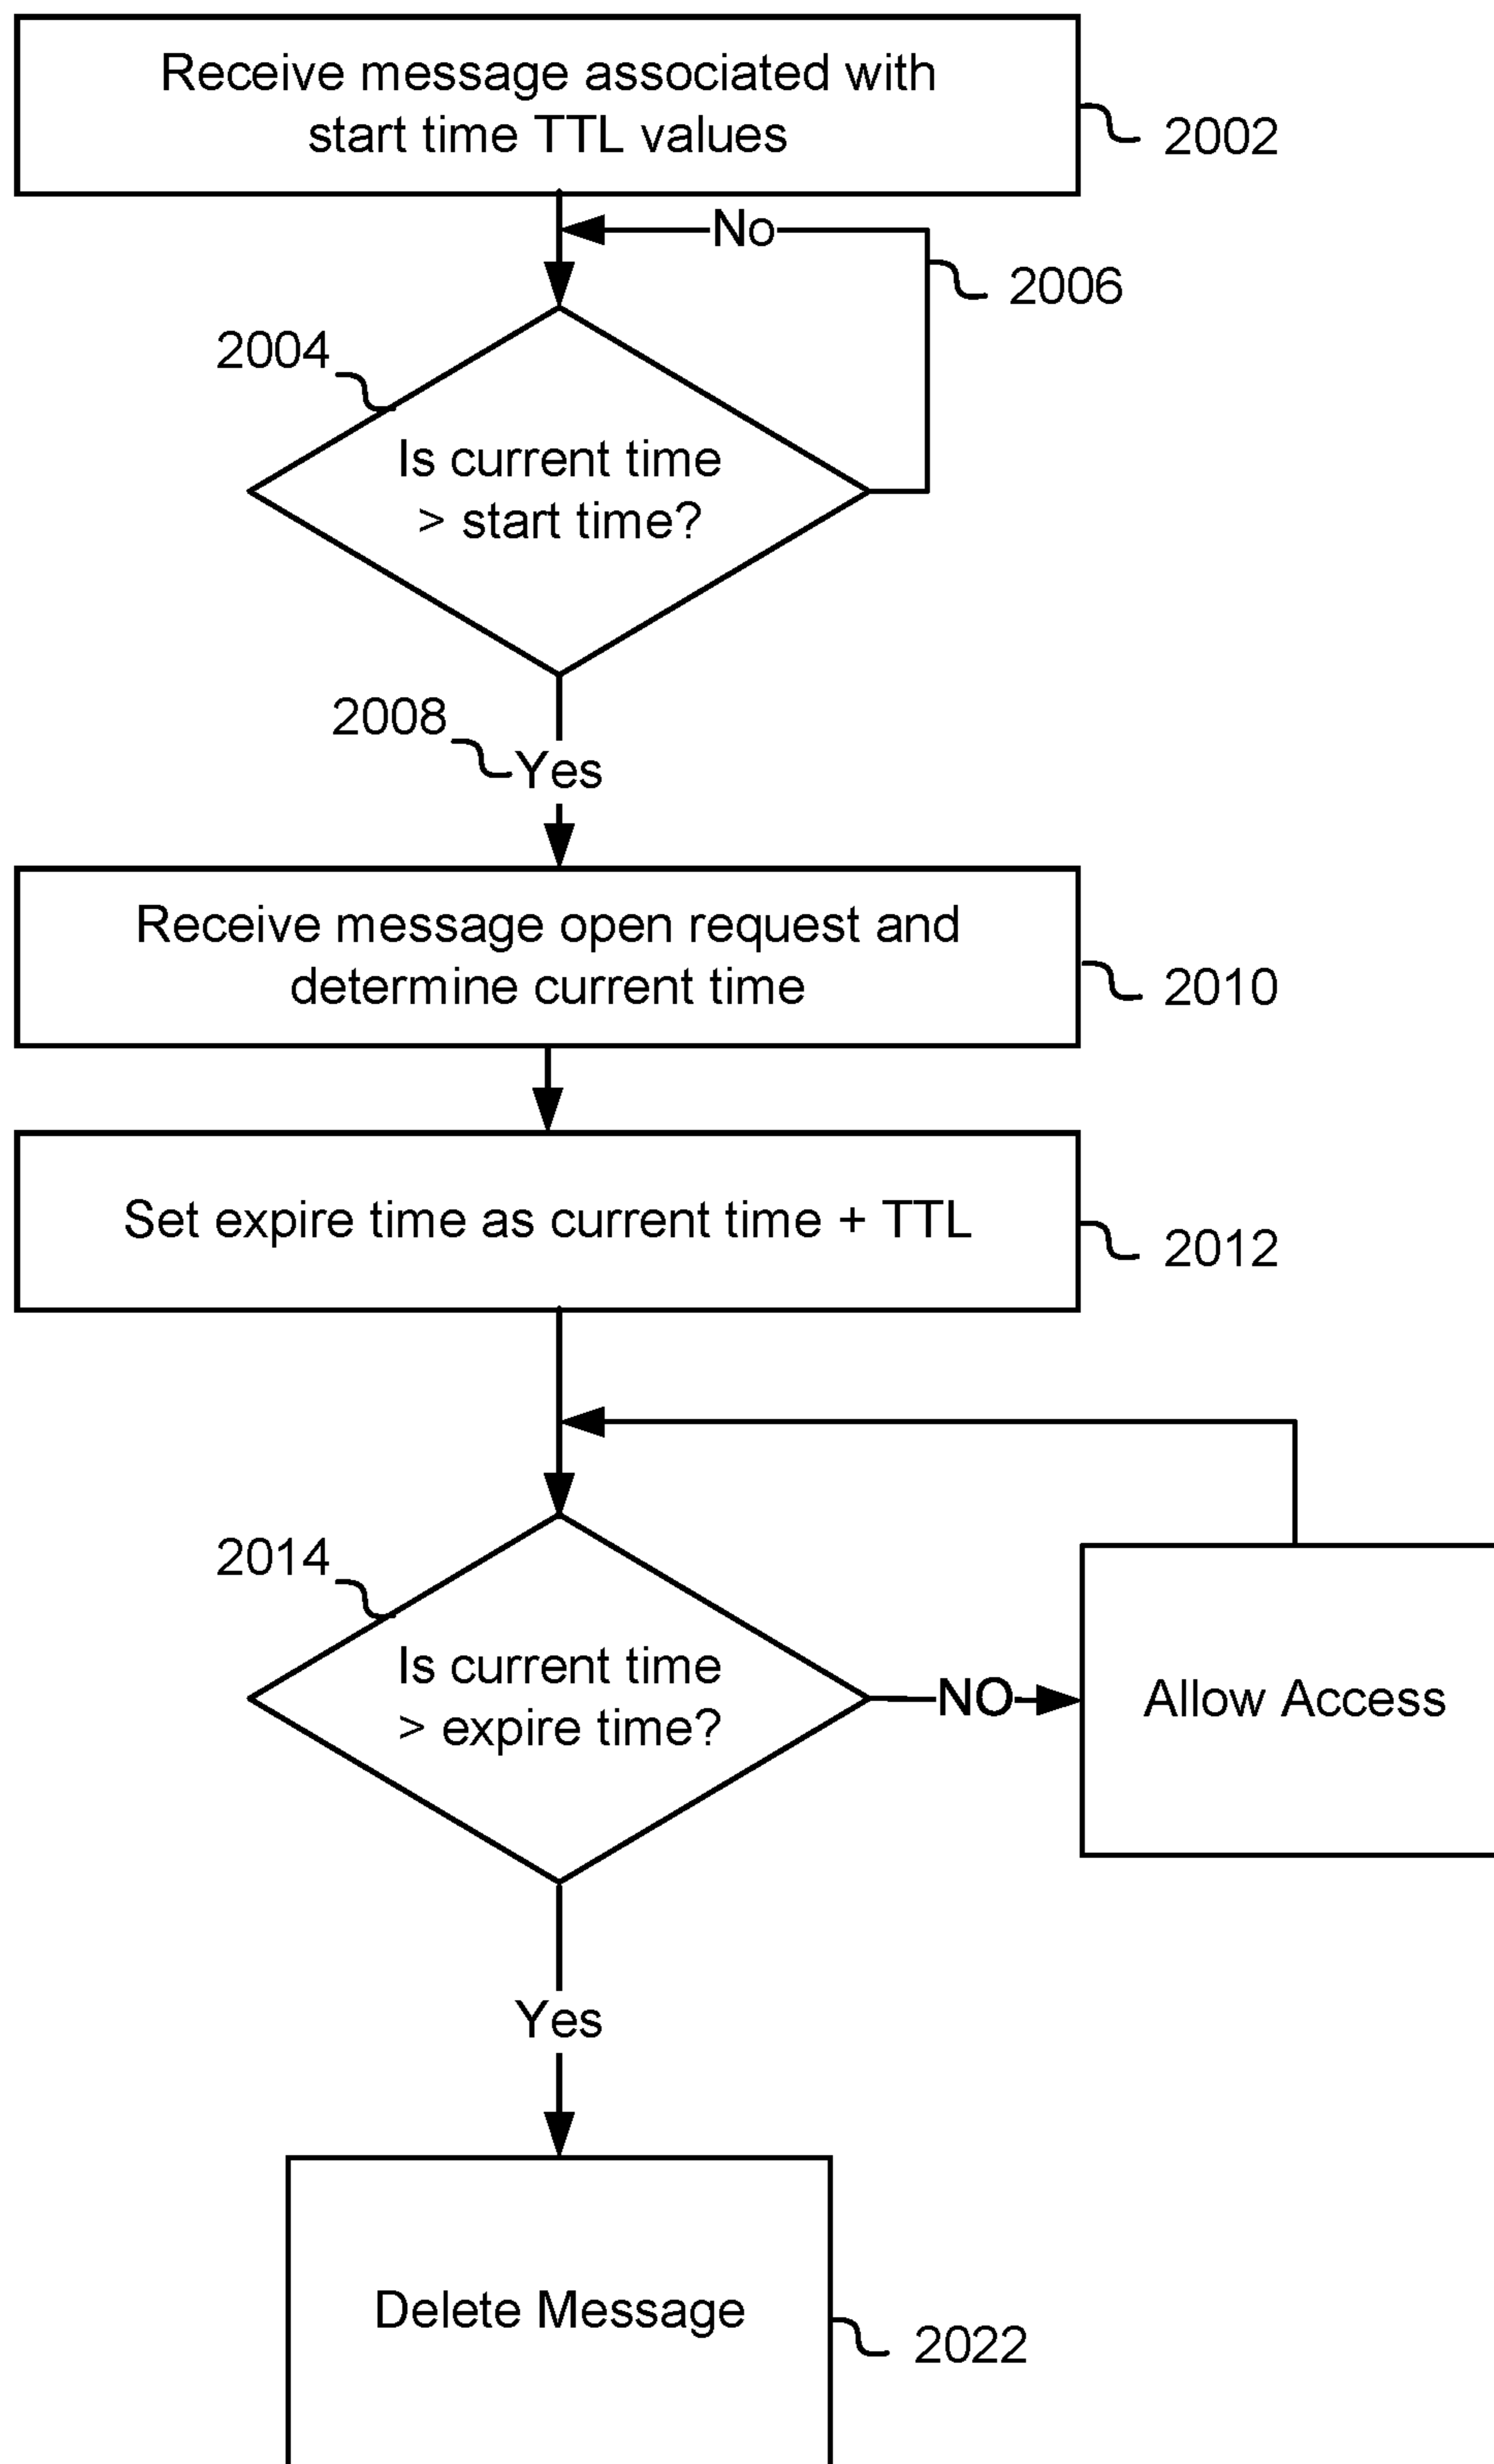 Receive message associated with
start time TTL values
2002
No
2006
2004
Is current time
> start time?
2008
Yes
Receive message open request and
determine current time
2010
Set expire time as current time + TTL
2012
2014
Is current time
> expire time?
NO
Allow Access
Yes
Delete Message
2022